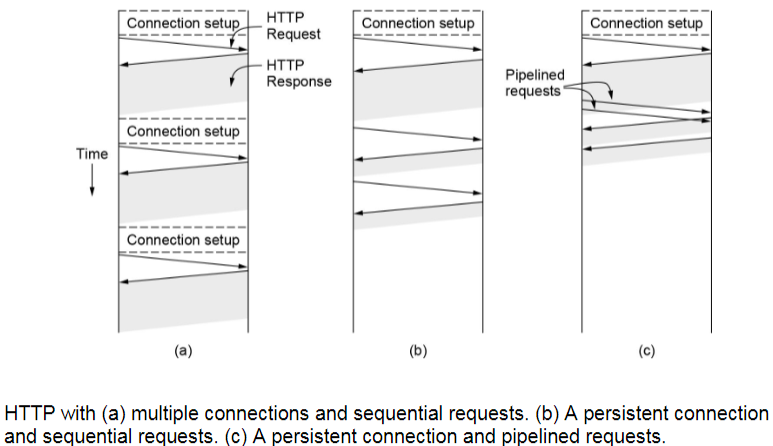 Connection setup
HTTP
Request
HTTP
Response
Connection setup
Time
Connection setup
(a)
Connection setup
(b)
Connection setup
Pipelined
requests
(c)
HTTP with (a) multiple connections and sequential requests. (b) A persistent connection
and sequential requests. (c) A persistent connection and pipelined requests.